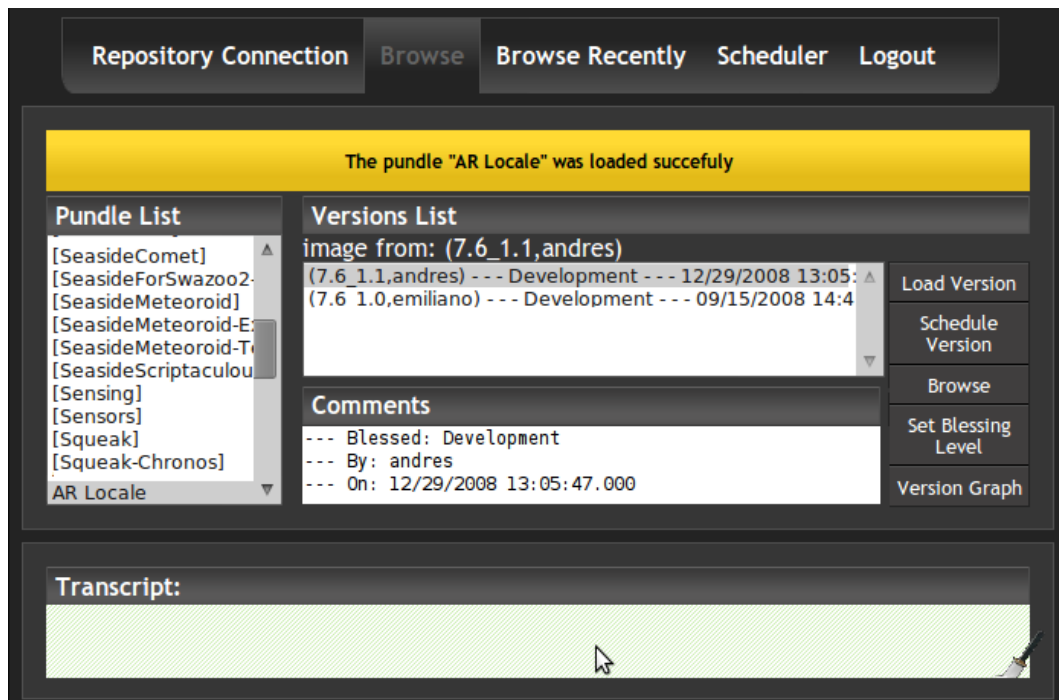 Repository Connection Browse Browse Recently Scheduler Logout
The pundle "AR Locale" was loaded succefuly
Pundle List
[SeasideComet]
[SeasideForSwazoo2-
[SeasideMeteoroid]
[SeasideMeteoroid-E
[SeasideMeteoroid-T
[SeasideScriptaculou
[Sensing]
[Sensors]
[Squeak]
[Squeak-Chronos]
AR Locale
Versions List
image from: (7.6_1.1,andres)
(7.6_1.1,andres) --- Development --- 12/29/2008 13:05:
(7.6 1.0,emiliano) --- Development --- 09/15/2008 14:4
Load Version
Schedule
Version
Browse
Set Blessing
Level
Version Graph
Comments
--- Blessed: Development
--- By: andres
--- On: 12/29/2008 13:05:47.000
Transcript: